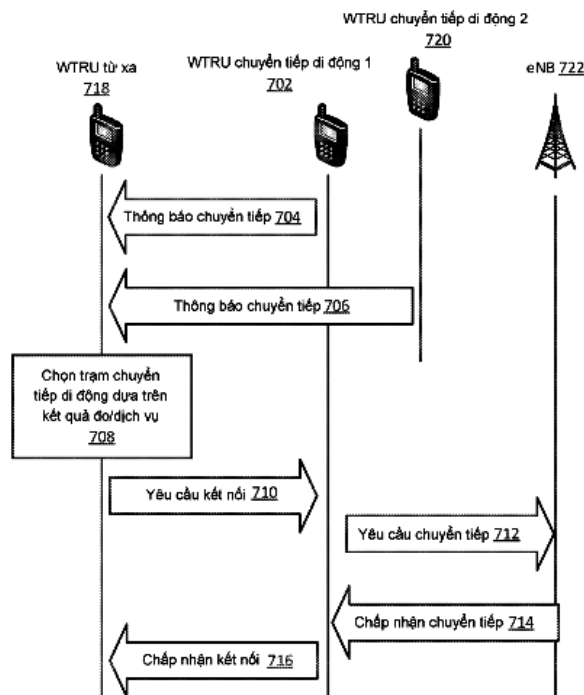 WTRU chuyển tiếp di động 2
720
WTRU từ xa
718
WTRU chuyển tiếp di động 1
702
eNB 722
Thông báo chuyển tiếp 704
Thông báo chuyển tiếp 706
Chọn trạm chuyển
tiếp di động dựa trên
kết quả đo/dịch vụ
708
Yêu cầu kết nối 710
Yêu cầu chuyển tiếp 712
Chấp nhận chuyển tiếp 714
Chấp nhận kết nối 716